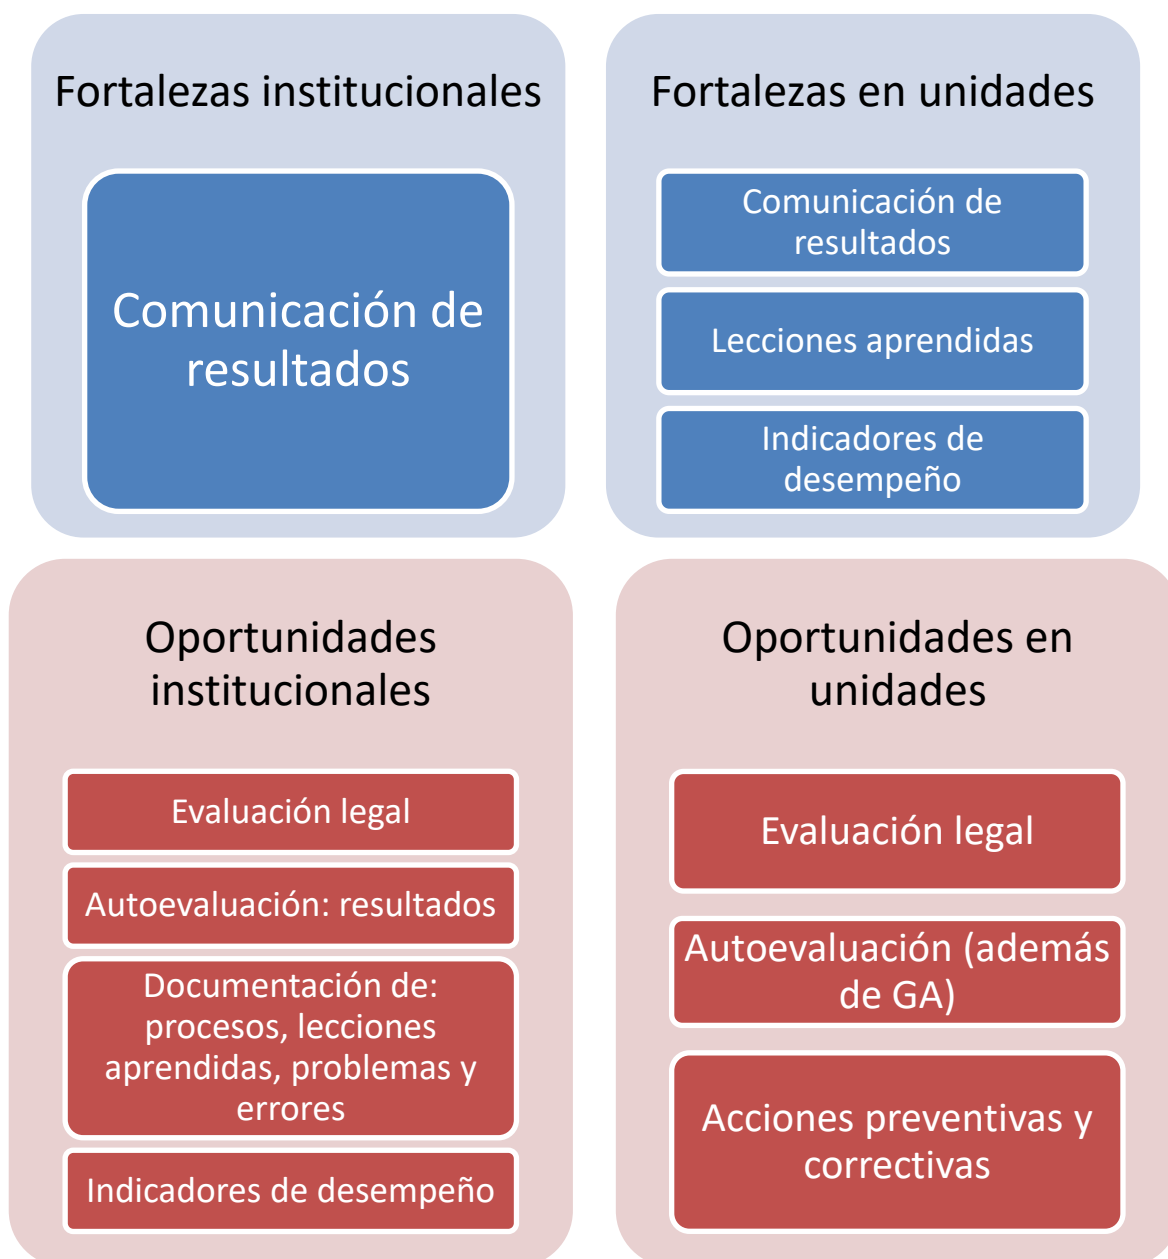 Fortalezas institucionales
Comunicación de
resultados
Fortalezas en unidades
Comunicación de
resultados
Lecciones aprendidas
Indicadores de
desempeño
Oportunidades
institucionales
Evaluación legal
Autoevaluación: resultados
Documentación de:
procesos, lecciones
aprendidas, problemas y
errores
Indicadores de desempeño
Oportunidades en
unidades
Evaluación legal
Autoevaluación (además
de GA)
Acciones preventivas y
correctivas